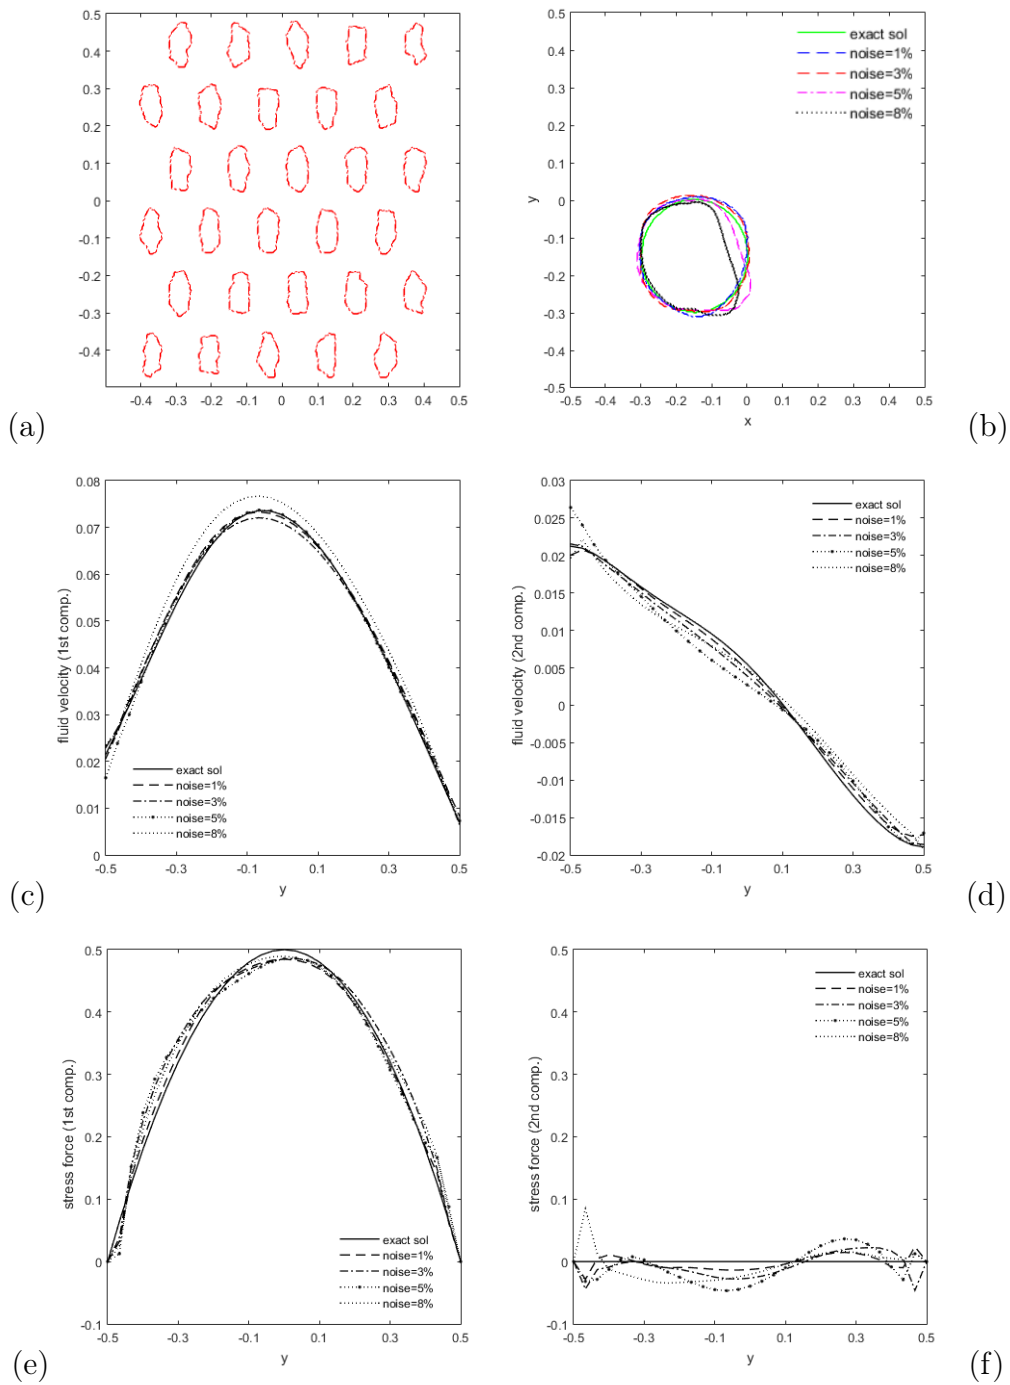 0.5
0.4
0.3
0.2
0.1
0
-0.1
-0.2
-0.3
-0.4
-0.4 -0.3 -0.2 -0.1 0 0.1 0.2 0.3 0.4 0.5
(a)
0.5
0.4
0.3
0.2
0.1
0
-0.1
-0.2
-0.3
-0.4
-0.5
-0.5 -0.4 -0.3 -0.2 -0.1 0 0.1 0.2 0.3 0.4 0.5
x
y
exact sol
noise=1%
noise=3%
noise=5%
noise=8%
(b)
0.08
0.07
0.06
0.05
0.04
0.03
0.02
0.01
0
-0.5 -0.3 -0.1 0.1 0.3 0.5
y
fluid velocity (1st comp.)
exact sol
noise=1%
noise=3%
noise=5%
noise=8%
(c)
0.03
0.025
0.02
0.015
0.01
0.005
0
-0.005
-0.01
-0.015
-0.02
-0.5 -0.3 -0.1 0.1 0.3 0.5
y
fluid velocity (2nd comp.)
exact sol
noise=1%
noise=3%
noise=5%
noise=8%
(d)
0.5
0.4
0.3
0.2
0.1
0
-0.1
-0.5 -0.3 -0.1 0.1 0.3 0.5
y
stress force (1st comp.)
exact sol
noise=1%
noise=3%
noise=5%
noise=8%
(e)
0.5
0.4
0.3
0.2
0.1
0
-0.1
-0.5 -0.3 -0.1 0.1 0.3 0.5
y
stress force (2nd comp.)
exact sol
noise=1%
noise=3%
noise=5%
noise=8%
(f)